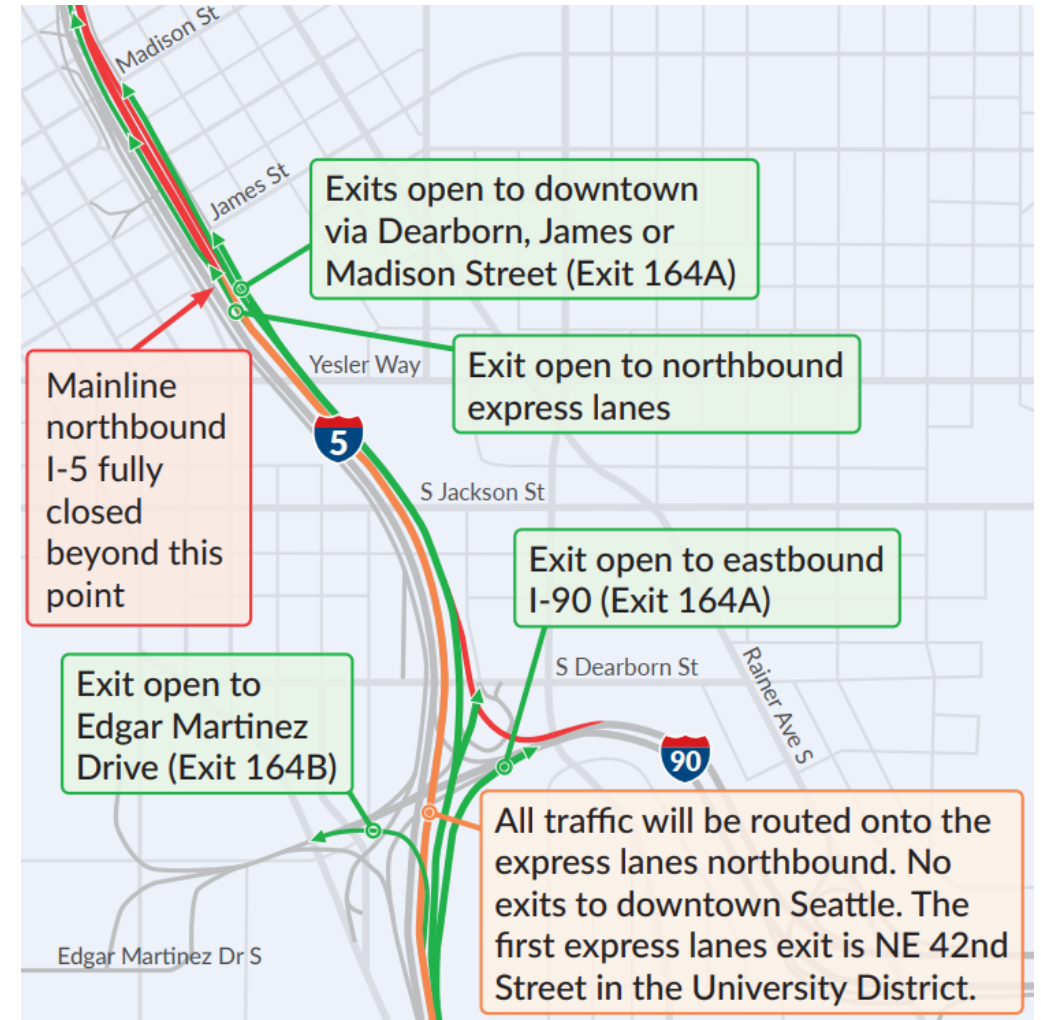 Madison St
James St
Exits open to downtown
via Dearborn, James or
Madison Street (Exit 164A)
Mainline
northbound
I-5 fully
closed
beyond this
point
Yesler Way
Exit open to northbound
express lanes
5
S Jackson St
Exit open to eastbound
I-90 (Exit 164A)
S Dearborn St
Rainer Ave S
Exit open to
Edgar Martinez
Drive (Exit 164B)
90
All traffic will be routed onto the
express lanes northbound. No
exits to downtown Seattle. The
first express lanes exit is NE 42nd
Street in the University District.
Edgar Martinez Dr S